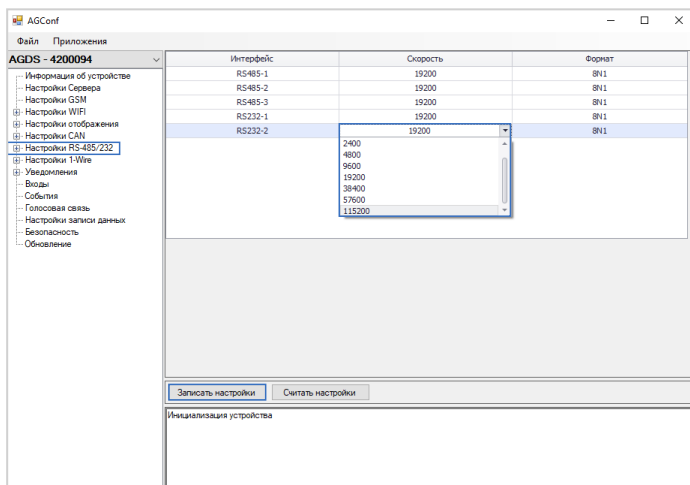 AGConf
Файл Приложения
AGDS - 4200094
Информация об устройстве
Настройки Сервера
Настройки GSM
Настройки WIFI
Настройки отображения
Настройки CAN
Настройки RS-485/232
Настройки 1-Wire
Уведомления
Входы
События
Голосовая связь
Настройки записи данных
Безопасность
Обновление
Интерфейс Скорость Формат
RS485-1 19200 8N1
RS485-2 19200 8N1
RS485-3 19200 8N1
RS232-1 19200 8N1
RS232-2 19200 8N1
2400
4800
9600
19200
38400
57600
115200
Записать настройки Считать настройки
Инициализация устройства